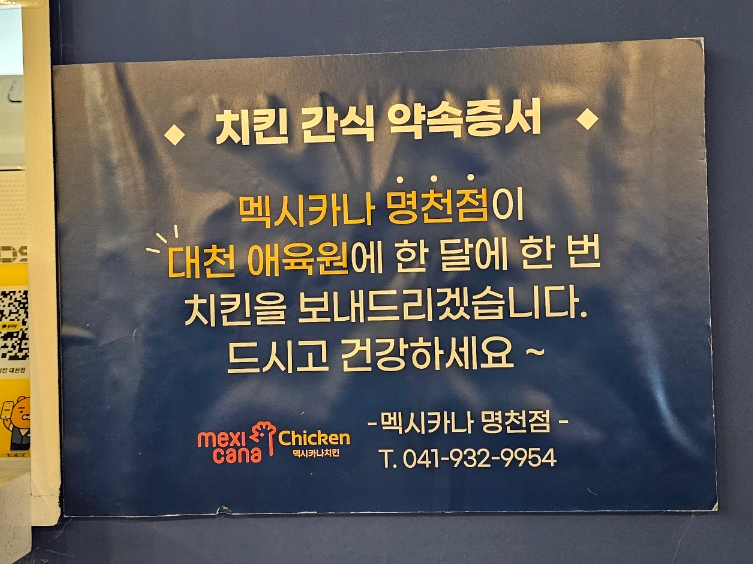 ◆ 치킨 간식 약속증서 ◆
멕시카나 명천점이
대천 애육원에 한 달에 한 번
치킨을 보내드리겠습니다.
드시고 건강하세요 ~
mexi
cana
Chicken
멕시카나치킨
-멕시카나 명천점 -
T. 041-932-9954
pay